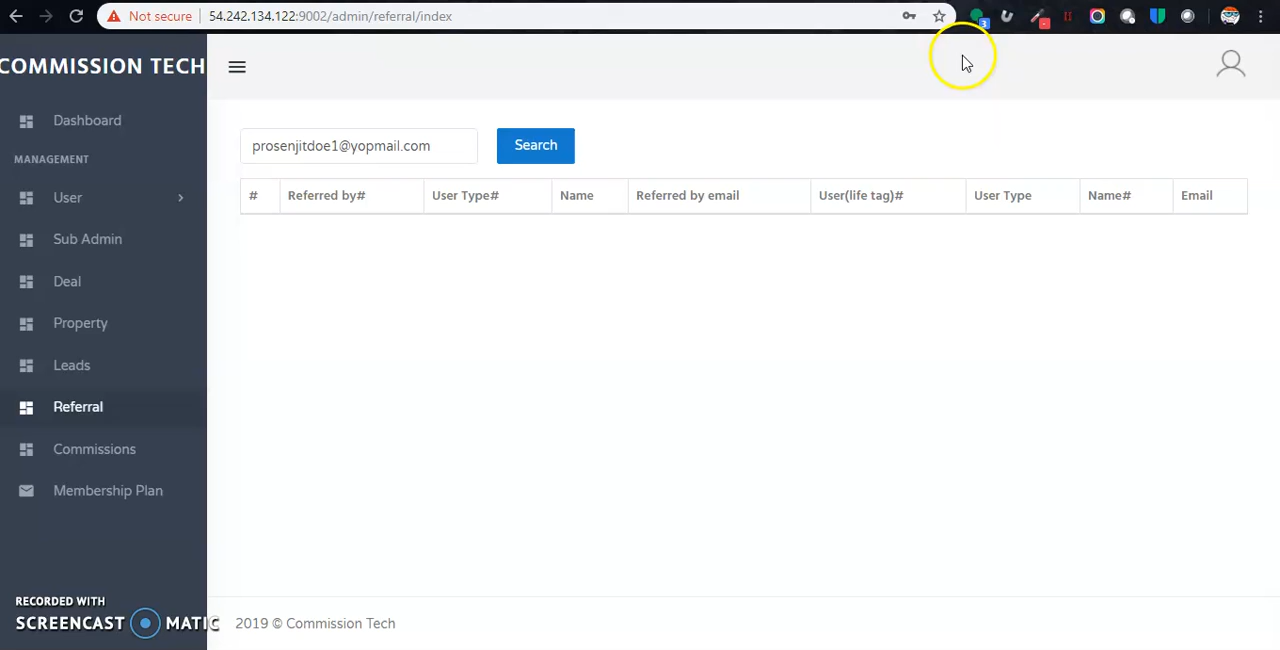 Not secure | 54.242.134.122:9002/admin/referral/index
3
COMMISSION TECH
Dashboard
MANAGEMENT
User
Sub Admin
Deal
Property
Leads
Referral
Commissions
Membership Plan
prosenjitdoe1@yopmail.com Search
# Referred by# User Type# Name Referred by email User(life tag)# User Type Name# Email
RECORDED WITH
SCREENCAST MATIC
2019 © Commission Tech